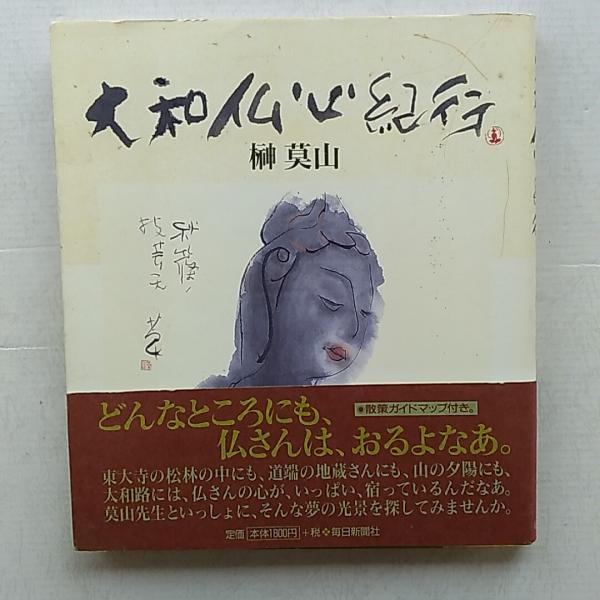 大和仏心紀行
榊 莫山
秋篠ノ
技芸天
どんなところにも、
●散策ガイドマップ付き。
仏さんは、おるよなあ。
東大寺の松林の中にも、道端の地蔵さんにも、山の夕陽にも、
大和路には、仏さんの心が、いっぱい、宿っているんだなあ。
莫山先生といっしょに、そんな夢の光景を探してみませんか。
定価 本体1800円 +税 毎日新聞社